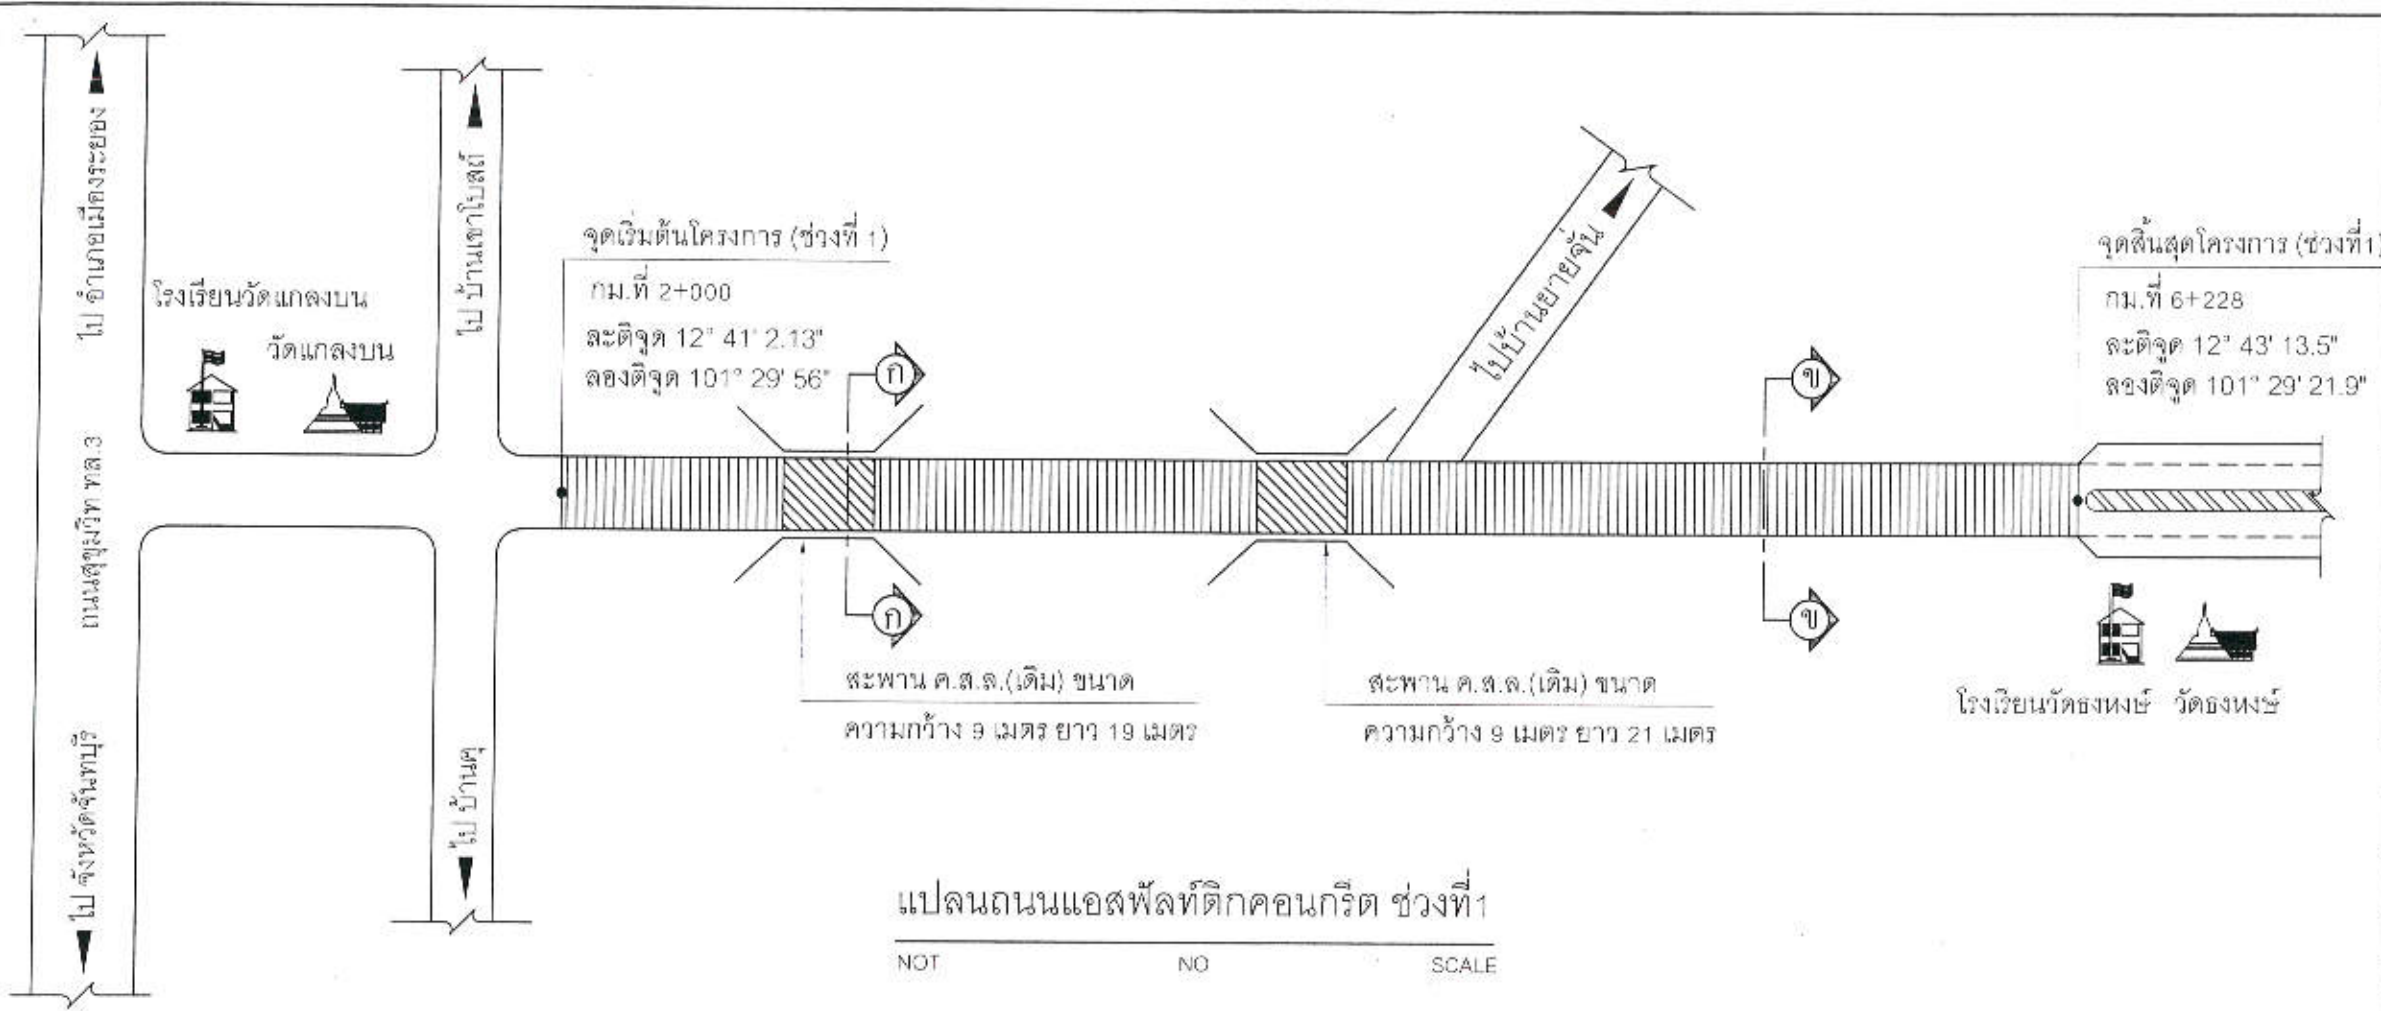 ไป อำเภอเมืองระยอง
ถนนสุขุมวิท ทล.3
ไป จังหวัดจันทบุรี
โรงเรียนวัดแกลงบน
วัดแกลงบน
ไป บ้านเขาโบสถ์
ไป บ้านคุ
จุดเริ่มต้นโครงการ (ช่วงที่ 1)
กม.ที่ 2+000
ละติจูด 12° 41' 2.13"
ลองติจูด 101° 29' 56"
ก
ก
สะพาน ค.ส.ล.(เดิม) ขนาด
ความกว้าง 9 เมตร ยาว 19 เมตร
สะพาน ค.ส.ล.(เดิม) ขนาด
ความกว้าง 9 เมตร ยาว 21 เมตร
ไปบ้านยายจั่น
ข
ข
จุดสิ้นสุดโครงการ (ช่วงที่1)
กม.ที่ 6+228
ละติจูด 12° 43' 13.5"
ลองติจูด 101° 29' 21.9"
โรงเรียนวัดธงหงษ์
วัดธงหงษ์
แปลนถนนแอสฟัลท์ติกคอนกรีต ช่วงที่1
NOT NO SCALE